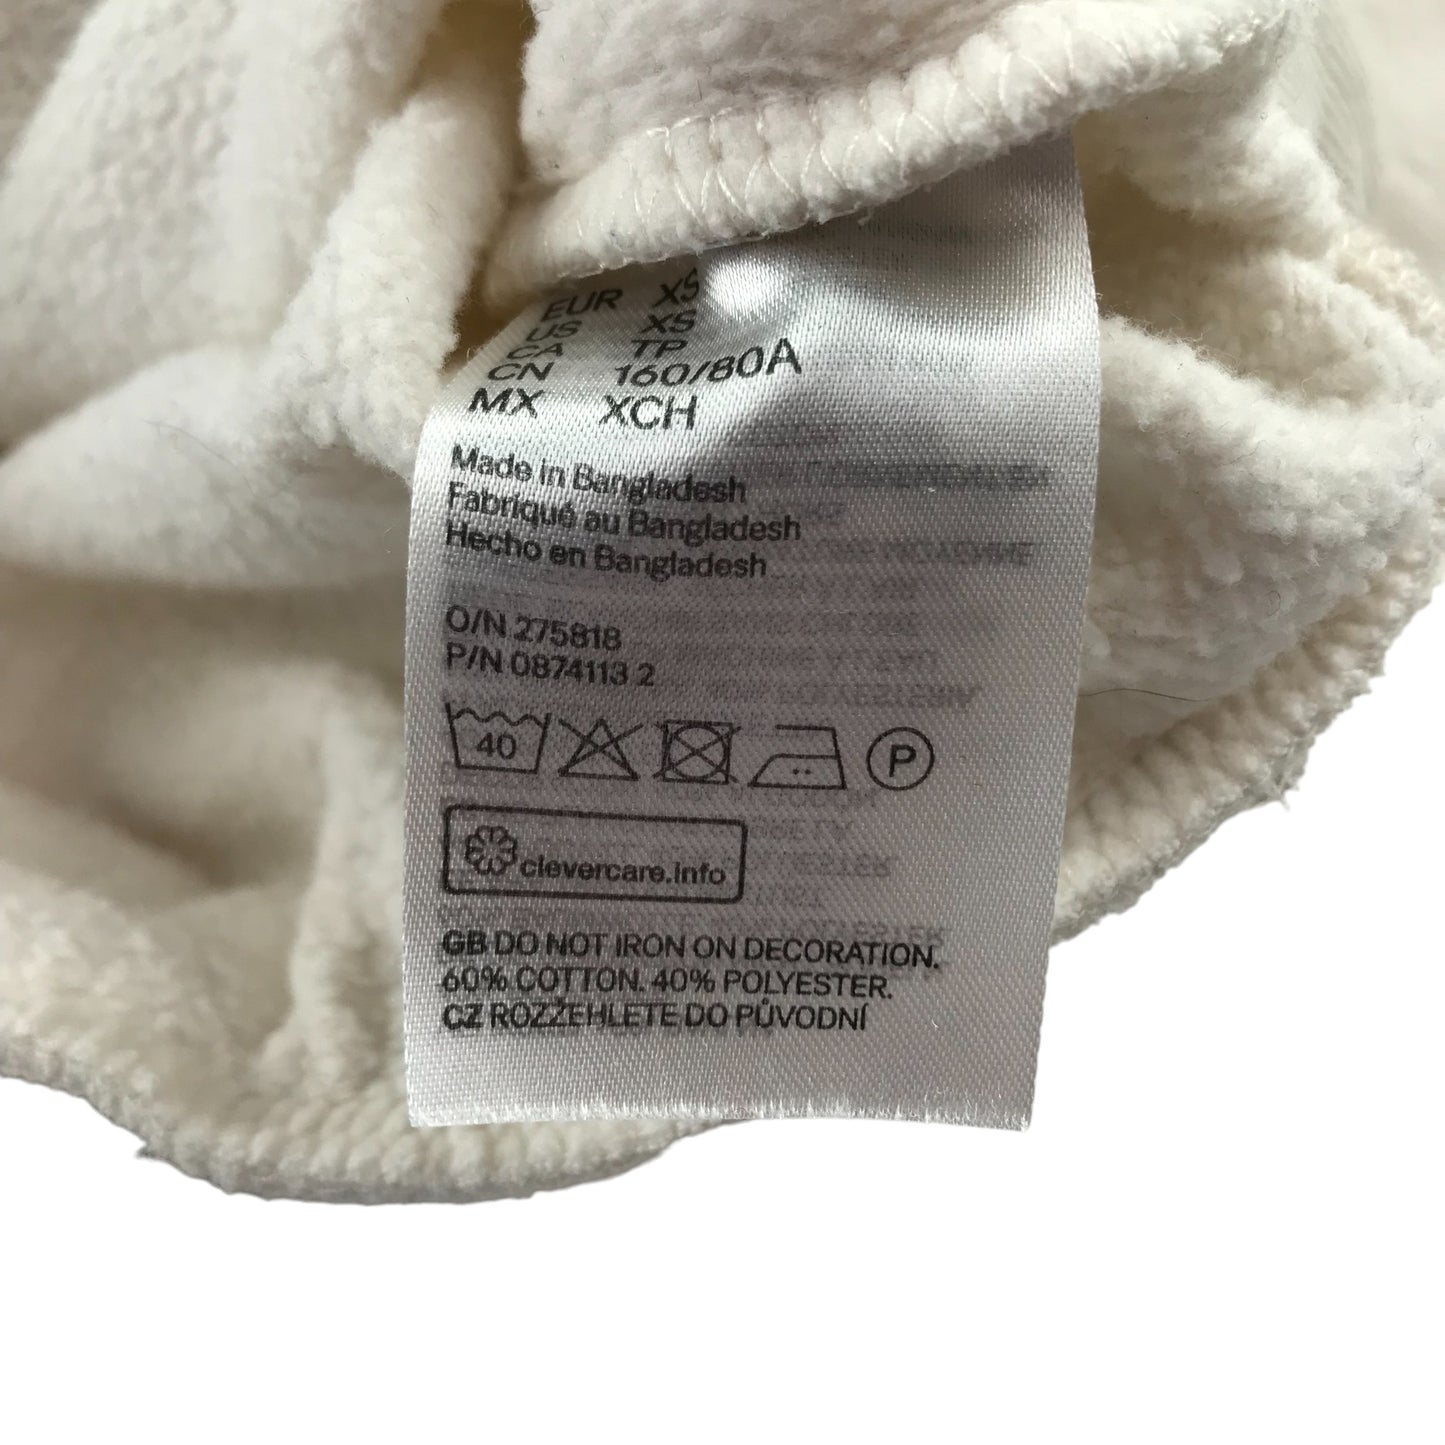 EUR XS
US XS
CA TP
CN 160/80A
MX XCH
Made in Bangladesh
Fabriqué au Bangladesh
Hecho en Bangladesh
O/N 275818
P/N 0874113 2
40 P
clevercare.info
GB DO NOT IRON ON DECORATION.
60% COTTON. 40% POLYESTER.
CZ ROZŽEHLETE DO PŮVODNÍ